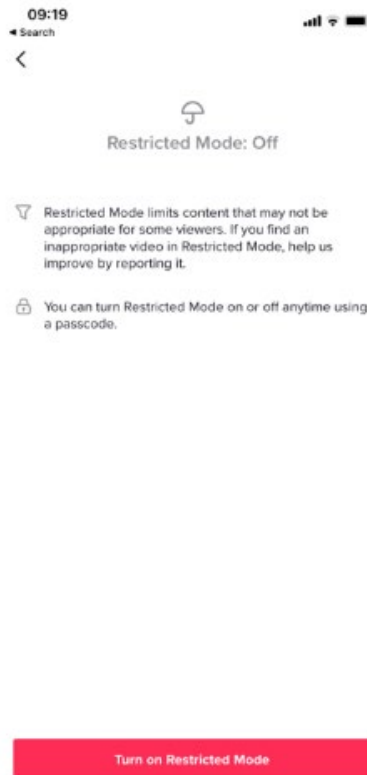 09:19
Search
Restricted Mode: Off
Restricted Mode limits content that may not be
appropriate for some viewers. If you find an
inappropriate video in Restricted Mode, help us
improve by reporting it.
You can turn Restricted Mode on or off anytime using
a passcode.
Turn on Restricted Mode